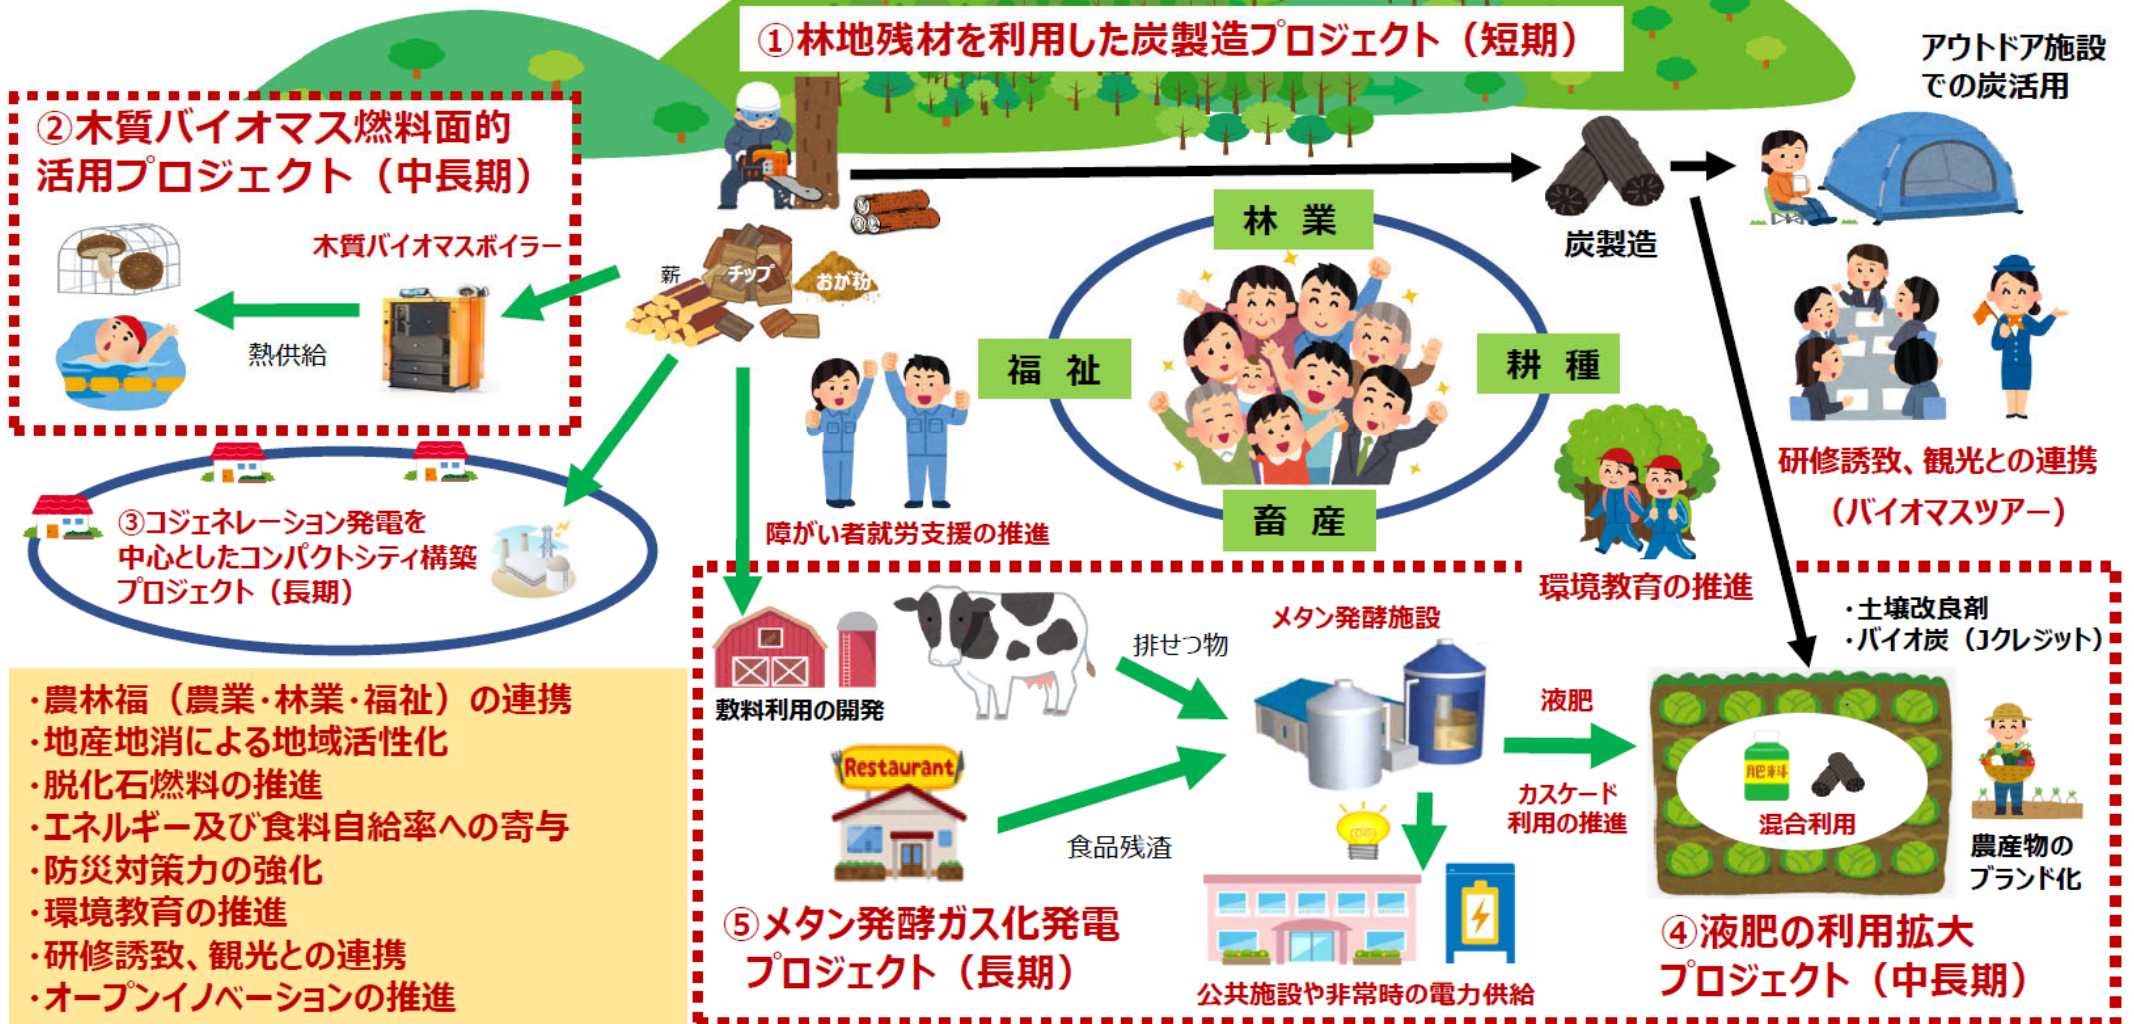 ①林地残材を利用した炭製造プロジェクト（短期）
アウトドア施設
での炭活用
②木質バイオマス燃料面的
活用プロジェクト（中長期）
木質バイオマスボイラー
熱供給
薪
チップ
おが粉
炭製造
林 業
福 祉
耕 種
畜 産
研修誘致、観光との連携
（バイオマスツアー）
障がい者就労支援の推進
環境教育の推進
③コジェネレーション発電を
中心としたコンパクトシティ構築
プロジェクト（長期）
・土壌改良剤
・バイオ炭（Jクレジット）
メタン発酵施設
排せつ物
敷料利用の開発
液肥
Restaurant
カスケード
利用の推進
食品残渣
肥料
混合利用
農産物の
ブランド化
⑤メタン発酵ガス化発電
プロジェクト（長期）
公共施設や非常時の電力供給
④液肥の利用拡大
プロジェクト（中長期）
・農林福（農業・林業・福祉）の連携
・地産地消による地域活性化
・脱化石燃料の推進
・エネルギー及び食料自給率への寄与
・防災対策力の強化
・環境教育の推進
・研修誘致、観光との連携
・オープンイノベーションの推進